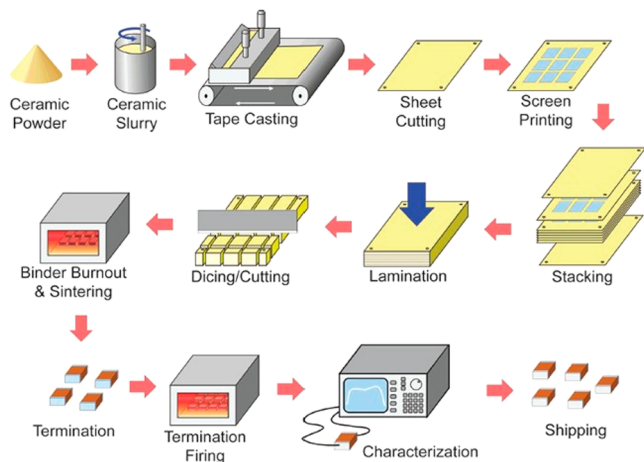 Ceramic
Powder
Ceramic
Slurry
Tape Casting
Sheet
Cutting
Screen
Printing
Binder Burnout
& Sintering
Dicing/Cutting
Lamination
Stacking
Termination
Termination
Firing
Characterization
Shipping